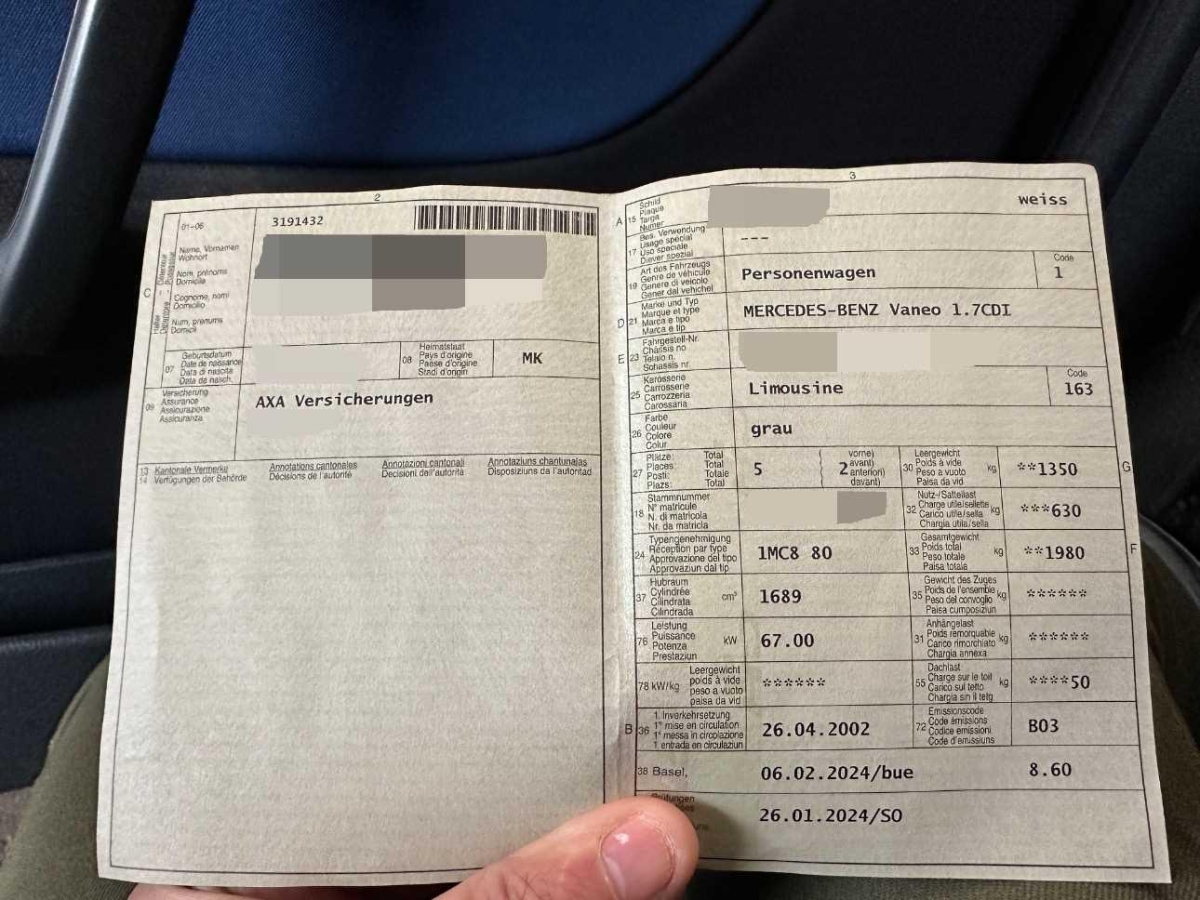 2
01-06
3191432
Name, Vornamen
Wohnort
Nom, prénoms
Domicile
C
Cognome, nomi
Domicilio
Num, prenums
Domicil
07
Geburtsdatum
Date de naissance
Data di nascita
Data da nasch.
08
Heimatstaat
Pays d'origine
Paese d'origine
Stadi d'origin
MK
09
Versicherung
Assurance
Assicurazione
Assicuranza
AXA Versicherungen
13 Kantonale Vermerke
14 Verfügungen der Behörde
Annotations cantonales
Décisions de l'autorité
Annotazioni cantonali
Decisioni dell'autorità
Annotaziuns chantunalas
Disposiziuns da l'autoritad
3
A 15
Schild
Plaque
Targa
Numer
weiss
17
Bes. Verwendung
Usage spécial
Uso speciale
Diever spezial
---
19
Art des Fahrzeugs
Genre de véhicule
Genere di veicolo
Gener dal vehichel
Personenwagen
Code
1
D 21
Marke und Typ
Marque et type
Marca e tipo
Marca e tip
MERCEDES-BENZ Vaneo 1.7CDI
E 23
Fahrgestell-Nr.
Châssis no
Telaio n.
Schassis nr.
25
Karosserie
Carrosserie
Carrozzeria
Carossaria
Limousine
Code
163
26
Farbe
Couleur
Colore
Colur
grau
27
Plätze: Total
Places: Total
Posti: Totale
Plazs: Total
5
2
vorne)
avant)
anteriori)
davant)
30
Leergewicht
Poids à vide
Peso a vuoto
Paisa da vid
kg
**1350
G
18
Stammnummer
N° matricule
N. di matricola
Nr. da matricla
32
Nutz-/Sattellast
Charge utile/sellette
Carico utile/sella
Chargia utila/sella
kg
***630
24
Typengenehmigung
Réception par type
Approvazione del tipo
Approvaziun dal tip
1MC8 80
33
Gesamtgewicht
Poids total
Peso totale
Paisa totala
kg
**1980
F
37
Hubraum
Cylindrée
Cilindrata
Cilindrada
cm³
1689
35
Gewicht des Zuges
Poids de l'ensemble
Peso del convoglio
Paisa cumposiziun
kg
******
76
Leistung
Puissance
Potenza
Prestaziun
kW
67.00
31
Anhängelast
Poids remorquable
Carico rimorchiato
Chargia annexa
kg
******
78 kW/kg
Leergewicht
poids à vide
peso a vuoto
paisa da vid
******
55
Dachlast
Charge sur le toit
Carico sul tetto
Chargia sin il tetg
kg
****50
B 36
1. Inverkehrsetzung
1re mise en circulation
1a messa in circolazione
1. entrada en circulaziun
26.04.2002
72
Emissionscode
Code émissions
Codice emissioni
Code d'emissiuns
B03
38 Basel,
06.02.2024/bue
8.60
26.01.2024/SO